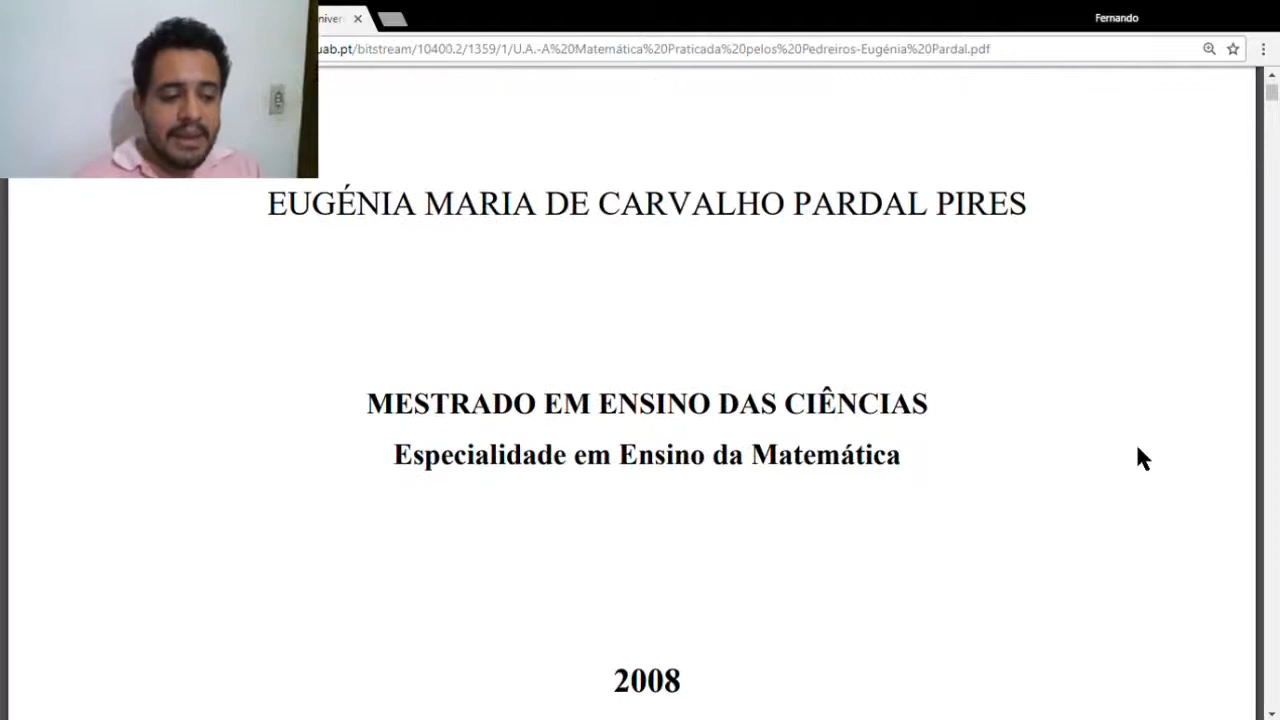 Fernando
uab.pt/bitstream/10400.2/1359/1/U.A.-A%20Matemática%20Praticada%20pelos%20Pedreiros-Eugénia%20Pardal.pdf
EUGÉNIA MARIA DE CARVALHO PARDAL PIRES
MESTRADO EM ENSINO DAS CIÊNCIAS
Especialidade em Ensino da Matemática
2008